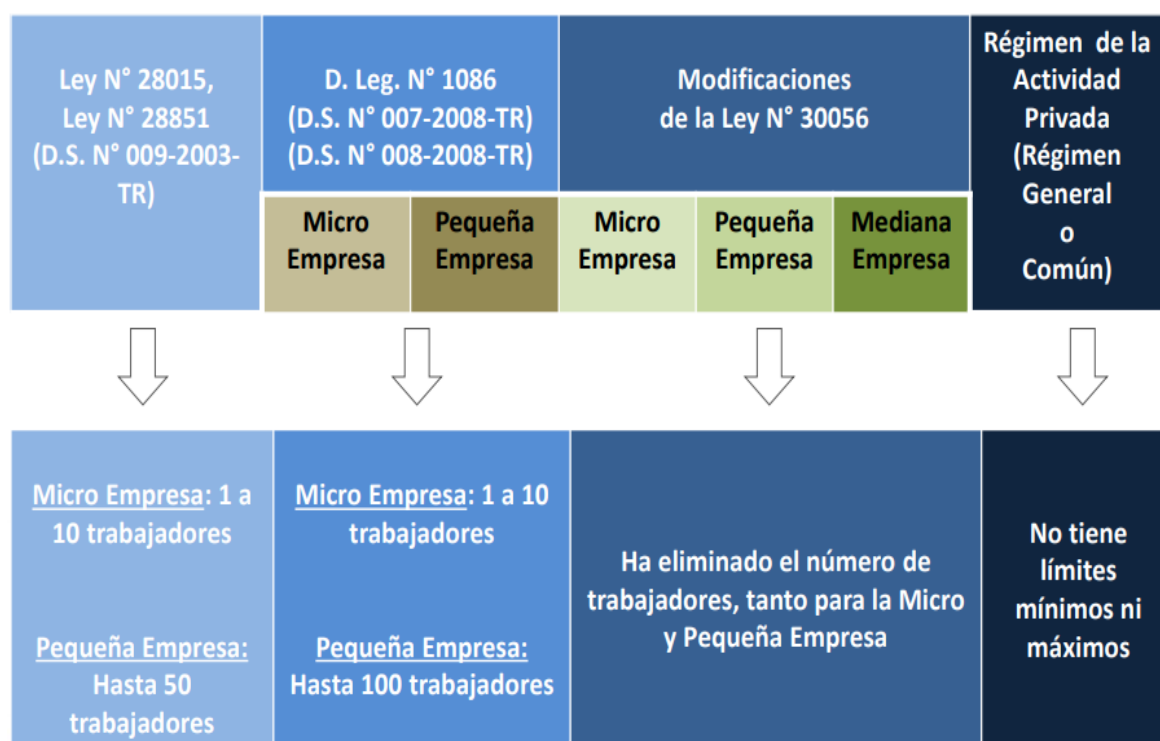 Ley N° 28015,
Ley N° 28851
(D.S. N° 009-2003-
TR)
D. Leg. N° 1086
(D.S. N° 007-2008-TR)
(D.S. N° 008-2008-TR)
Micro
Empresa
Pequeña
Empresa
Modificaciones
de la Ley N° 30056
Micro
Empresa
Pequeña
Empresa
Mediana
Empresa
Régimen de la
Actividad
Privada
(Régimen
General
o
Común)
Micro Empresa: 1 a
10 trabajadores
Pequeña Empresa:
Hasta 50
trabajadores
Micro Empresa: 1 a 10
trabajadores
Pequeña Empresa:
Hasta 100 trabajadores
Ha eliminado el número de
trabajadores, tanto para la Micro
y Pequeña Empresa
No tiene
límites
mínimos ni
máximos